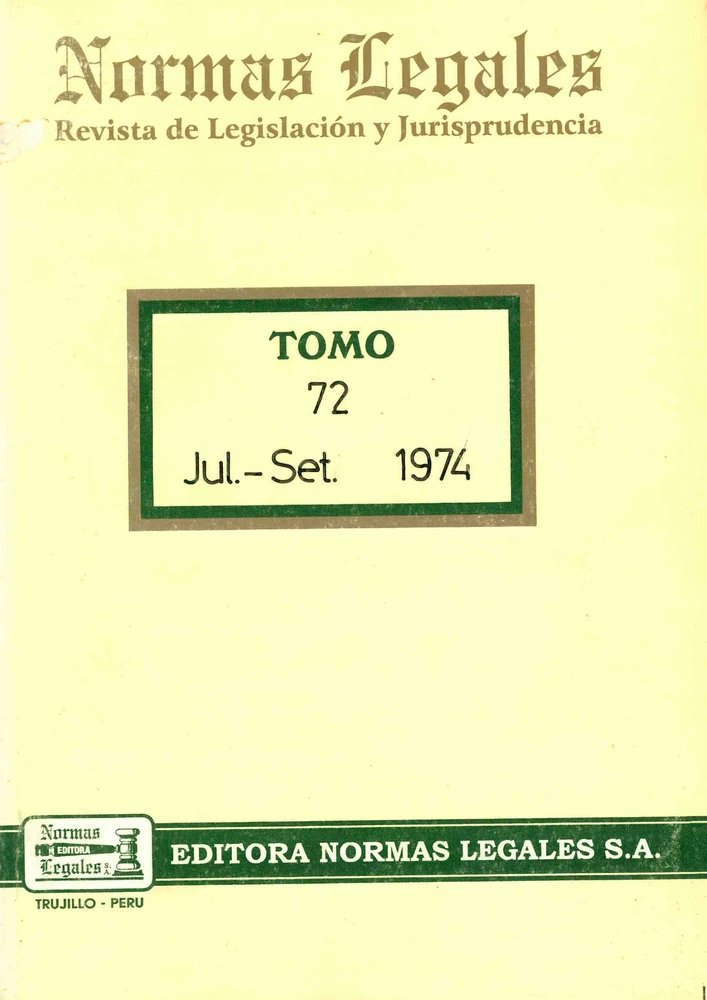 Normas Legales
Revista de Legislación y Jurisprudencia
TOMO
72
Jul.- Set. 1974
Normas
EDITORA
Legales S.A.
EDITORA NORMAS LEGALES S.A.
TRUJILLO - PERU